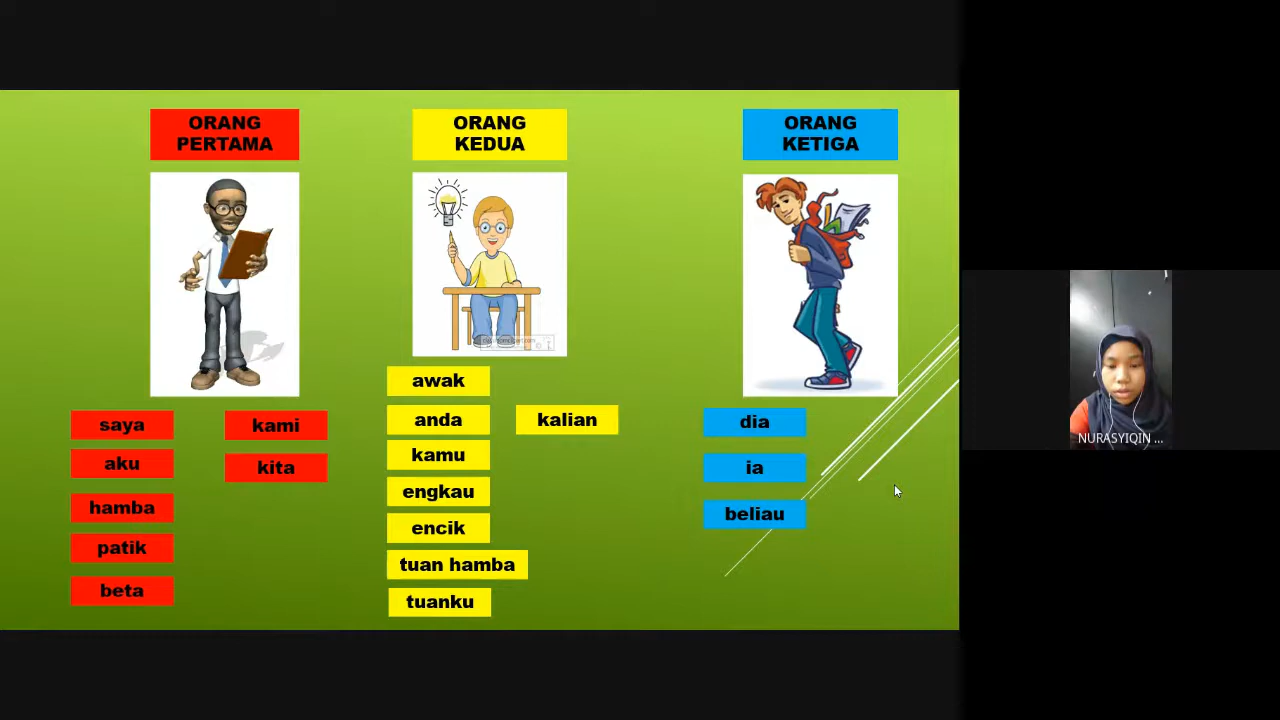 ORANG
PERTAMA
ORANG
KEDUA
ORANG
KETIGA
saya
kami
aku
kita
hamba
patik
beta
awak
anda
kalian
kamu
engkau
encik
tuan hamba
tuanku
dia
ia
beliau
NURASYIQIN ...